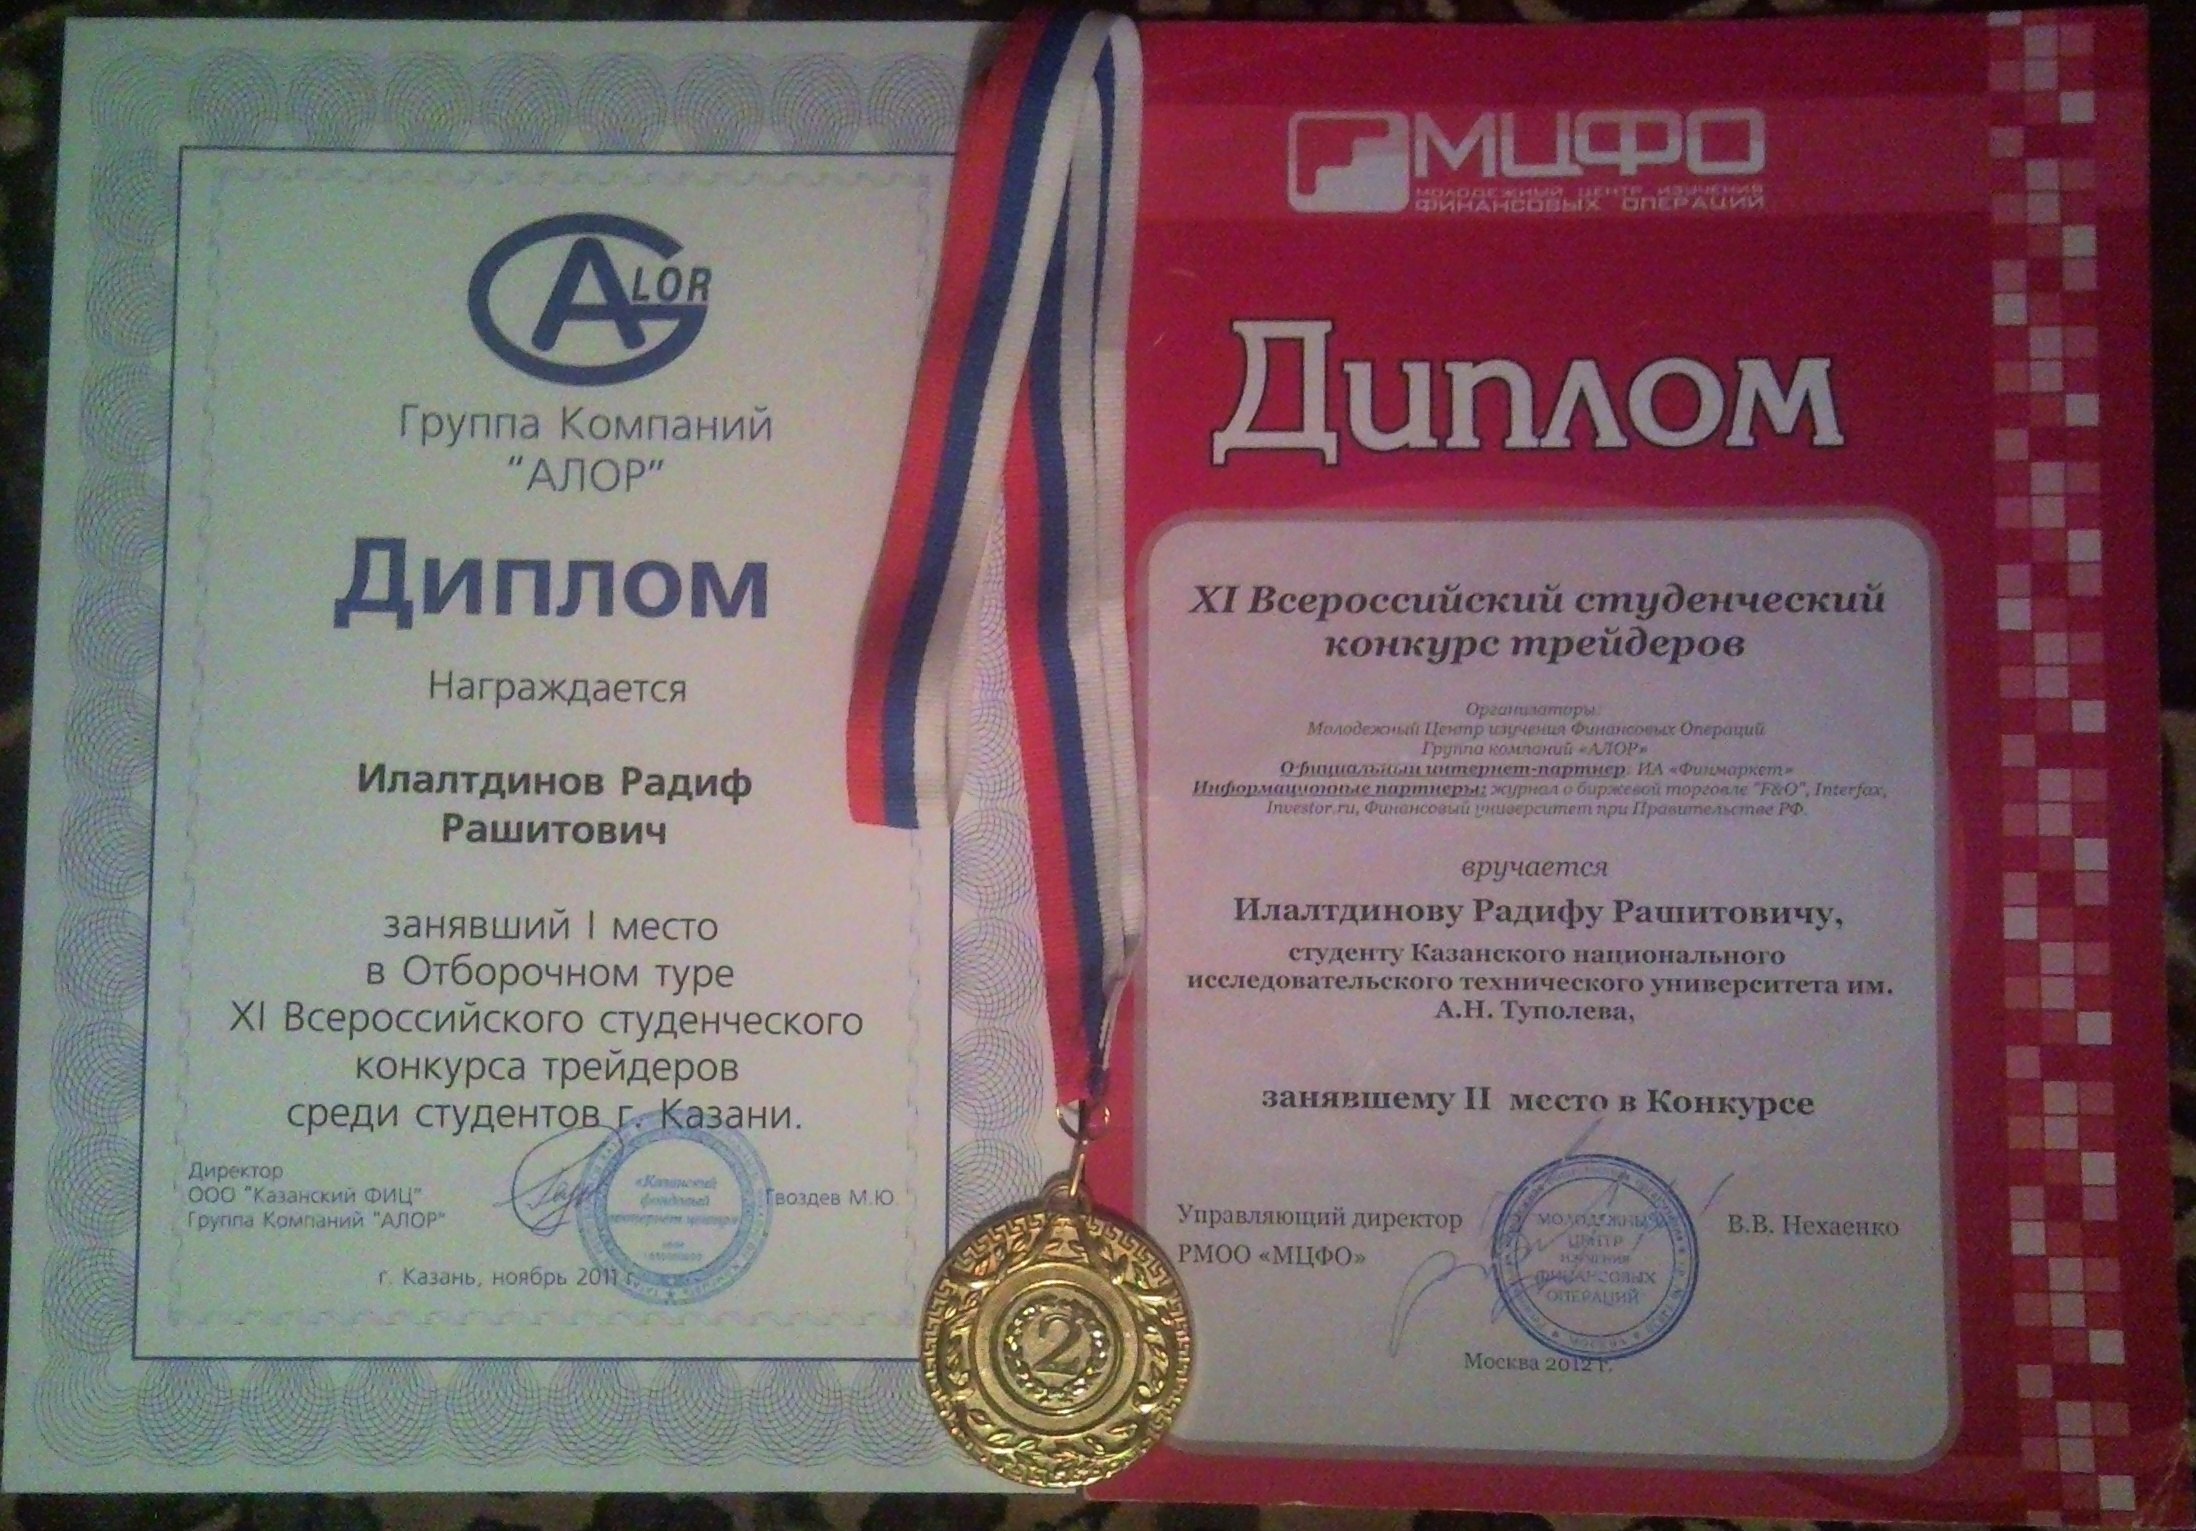 ALOR
Группа Компаний
"АЛОР"
Диплом
Награждается
Илалтдинов Радиф
Рашитович
занявший I место
в Отборочном туре
XI Всероссийского студенческого
конкурса трейдеров
среди студентов г. Казани.
Директор
ООО "Казанский ФИЦ"
Группа Компаний "АЛОР"
«Казанский
фондовый
интернет центр»
Гвоздев М.Ю.
г. Казань, ноябрь 2011 г.
2
МЦФО
МОЛОДЕЖНЫЙ ЦЕНТР ИЗУЧЕНИЯ
ФИНАНСОВЫХ ОПЕРАЦИЙ
Диплом
XI Всероссийский студенческий
конкурс трейдеров
Организаторы:
Молодежный Центр изучения Финансовых Операций
Группа компаний «АЛОР»
Официальный интернет-партнер: ИА «Финмаркет»
Информационные партнеры: журнал о биржевой торговле "F&O", Interfax,
Investor.ru, Финансовый университет при Правительстве РФ.
вручается
Илалтдинову Радифу Рашитовичу,
студенту Казанского национального
исследовательского технического университета им.
А.Н. Туполева,
занявшему II место в Конкурсе
Управляющий директор
РМОО «МЦФО»
МОЛОДЕЖНЫЙ
ЦЕНТР
ИЗУЧЕНИЯ
ФИНАНСОВЫХ
ОПЕРАЦИЙ
В.В. Нехаенко
Москва 2012 г.